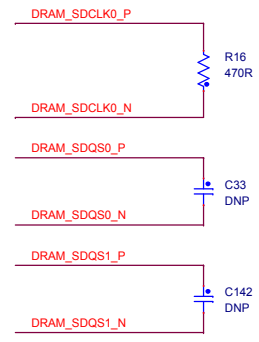 DRAM_SDCLK0_P
R16
470R
DRAM_SDCLK0_N
DRAM_SDQS0_P
C33
DNP
DRAM_SDQS0_N
DRAM_SDQS1_P
C142
DNP
DRAM_SDQS1_N